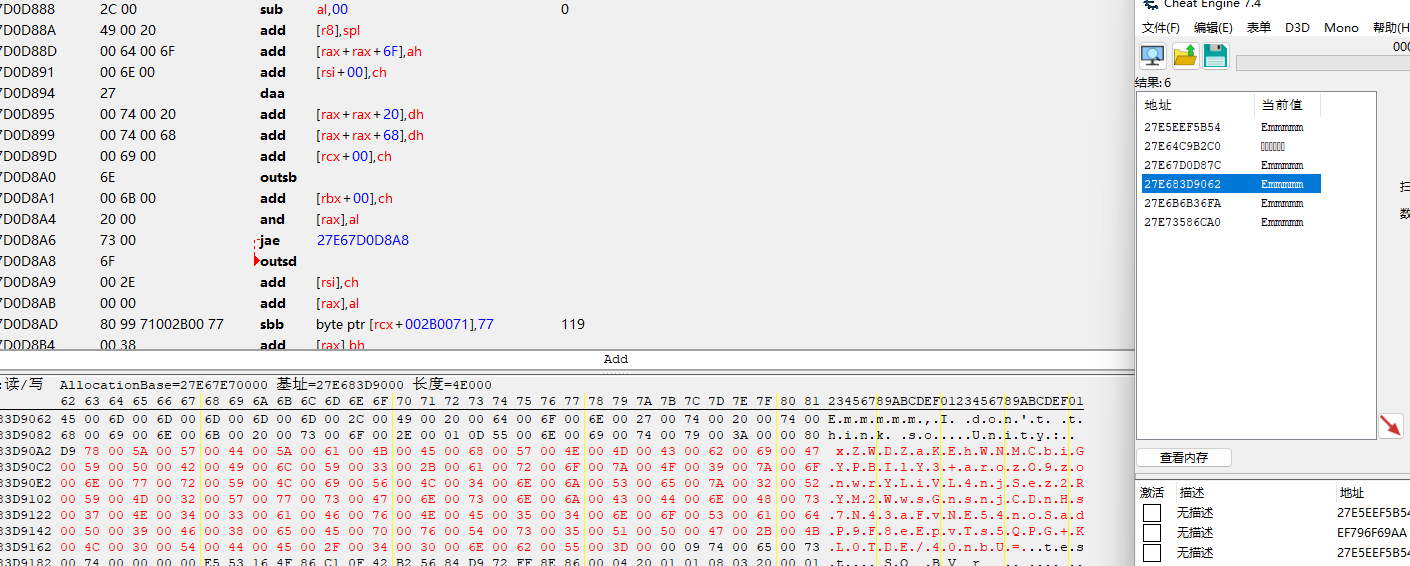 7D0D888 2C 00 sub al,00 0
7D0D88A 49 00 20 add [r8],spl
7D0D88D 00 64 00 6F add [rax+rax+6F],ah
7D0D891 00 6E 00 add [rsi+00],ch
7D0D894 27 daa
7D0D895 00 74 00 20 add [rax+rax+20],dh
7D0D899 00 74 00 68 add [rax+rax+68],dh
7D0D89D 00 69 00 add [rcx+00],ch
7D0D8A0 6E outsb
7D0D8A1 00 6B 00 add [rbx+00],ch
7D0D8A4 20 00 and [rax],al
7D0D8A6 73 00 jae 27E67D0D8A8
7D0D8A8 6F outsd
7D0D8A9 00 2E add [rsi],ch
7D0D8AB 00 00 add [rax],al
7D0D8AD 80 99 71002B00 77 sbb byte ptr [rcx+002B0071],77 119
7D0D8B4 00 38 add [rax],bh
Add
:读/写 AllocationBase=27E67E70000 基址=27E683D9000 长度=4E000
62 63 64 65 66 67 68 69 6A 6B 6C 6D 6E 6F 70 71 72 73 74 75 76 77 78 79 7A 7B 7C 7D 7E 7F 80 81 23456789ABCDEF0123456789ABCDEF01
83D9062 45 00 6D 00 6D 00 6D 00 6D 00 6D 00 2C 00 49 00 20 00 64 00 6F 00 6E 00 27 00 74 00 20 00 74 00 E.m.m.m.m.m.,.I. .d.o.n.'.t. .t.
83D9082 68 00 69 00 6E 00 6B 00 20 00 73 00 6F 00 2E 00 01 0D 55 00 6E 00 69 00 74 00 79 00 3A 00 00 80 h.i.n.k. .s.o.....U.n.i.t.y.:...
83D90A2 D9 78 00 5A 00 57 00 44 00 5A 00 61 00 4B 00 45 00 68 00 57 00 4E 00 4D 00 43 00 62 00 69 00 47 x.Z.W.D.Z.a.K.E.h.W.N.M.C.b.i.G
83D90C2 00 59 00 50 00 42 00 49 00 6C 00 59 00 33 00 2B 00 61 00 72 00 6F 00 7A 00 4F 00 39 00 7A 00 6F .Y.P.B.I.l.Y.3.+.a.r.o.z.O.9.z.o
83D90E2 00 6E 00 77 00 72 00 59 00 4C 00 69 00 56 00 4C 00 34 00 6E 00 6A 00 53 00 65 00 7A 00 32 00 52 .n.w.r.Y.L.i.V.L.4.n.j.S.e.z.2.R
83D9102 00 59 00 4D 00 32 00 57 00 77 00 73 00 47 00 6E 00 73 00 6E 00 6A 00 43 00 44 00 6E 00 48 00 73 .Y.M.2.W.w.s.G.n.s.n.j.C.D.n.H.s
83D9122 00 37 00 4E 00 34 00 33 00 61 00 46 00 76 00 4E 00 45 00 35 00 34 00 6E 00 6F 00 53 00 61 00 64 .7.N.4.3.a.F.v.N.E.5.4.n.o.S.a.d
83D9142 00 50 00 39 00 46 00 38 00 65 00 45 00 70 00 76 00 54 00 73 00 35 00 51 00 50 00 47 00 2B 00 4B .P.9.F.8.e.E.p.v.T.s.5.Q.P.G.+.K
83D9162 00 4C 00 30 00 54 00 44 00 45 00 2F 00 34 00 30 00 6E 00 62 00 55 00 3D 00 00 09 74 00 65 00 73 .L.0.T.D.E./.4.0.n.b.U.=...t.e.s
83D9182 00 74 00 00 00 00
Cheat Engine 7.4
文件(F) 编辑(E) 表单 D3D Mono 帮助(H
000
结果: 6
地址 当前值
27E5EEF5B54 Emmmmm
27E64C9B2C0
27E67D0D87C Emmmmm
27E683D9062 Emmmmm
27E6B6B36FA Emmmmm
27E73586CA0 Emmmmm
扫
数
查看内存
激活 描述 地址
无描述 27E5EEF5B54
无描述 EF796F69AA
无描述 27E5EEF5B54